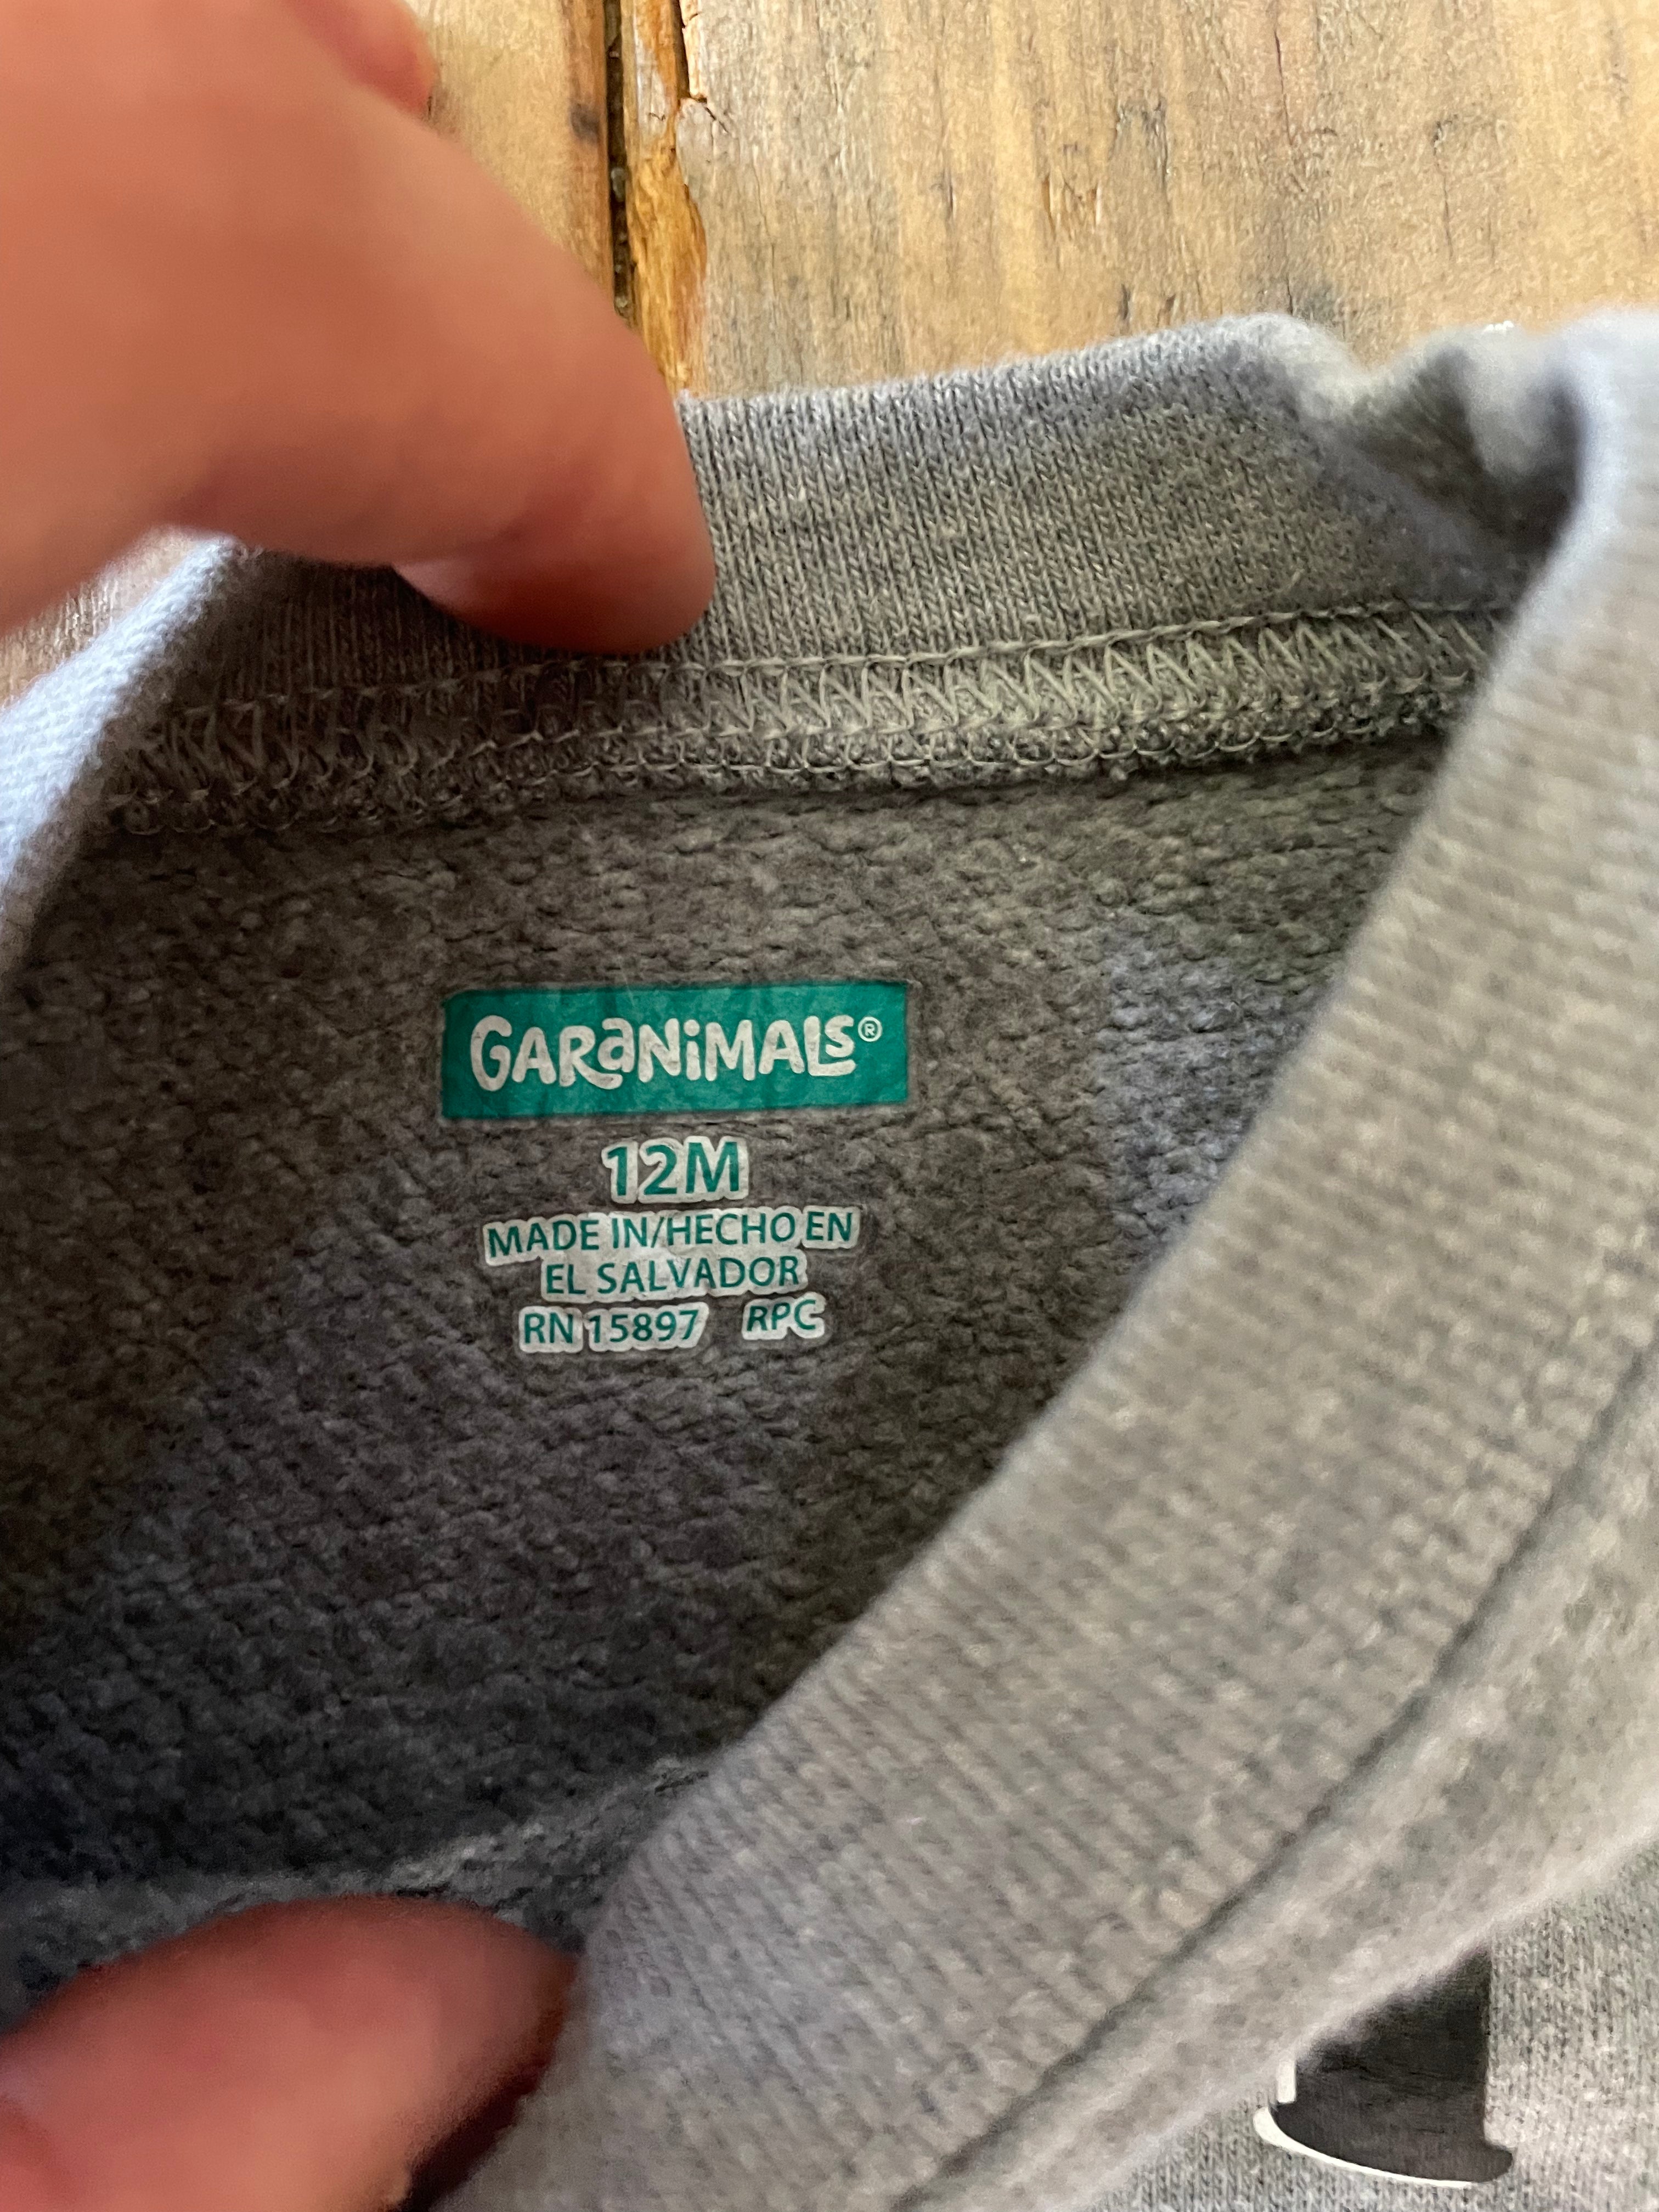 GARaNiMALS®
12M
MADE IN/HECHO EN
EL SALVADOR
RN 15897 RPC